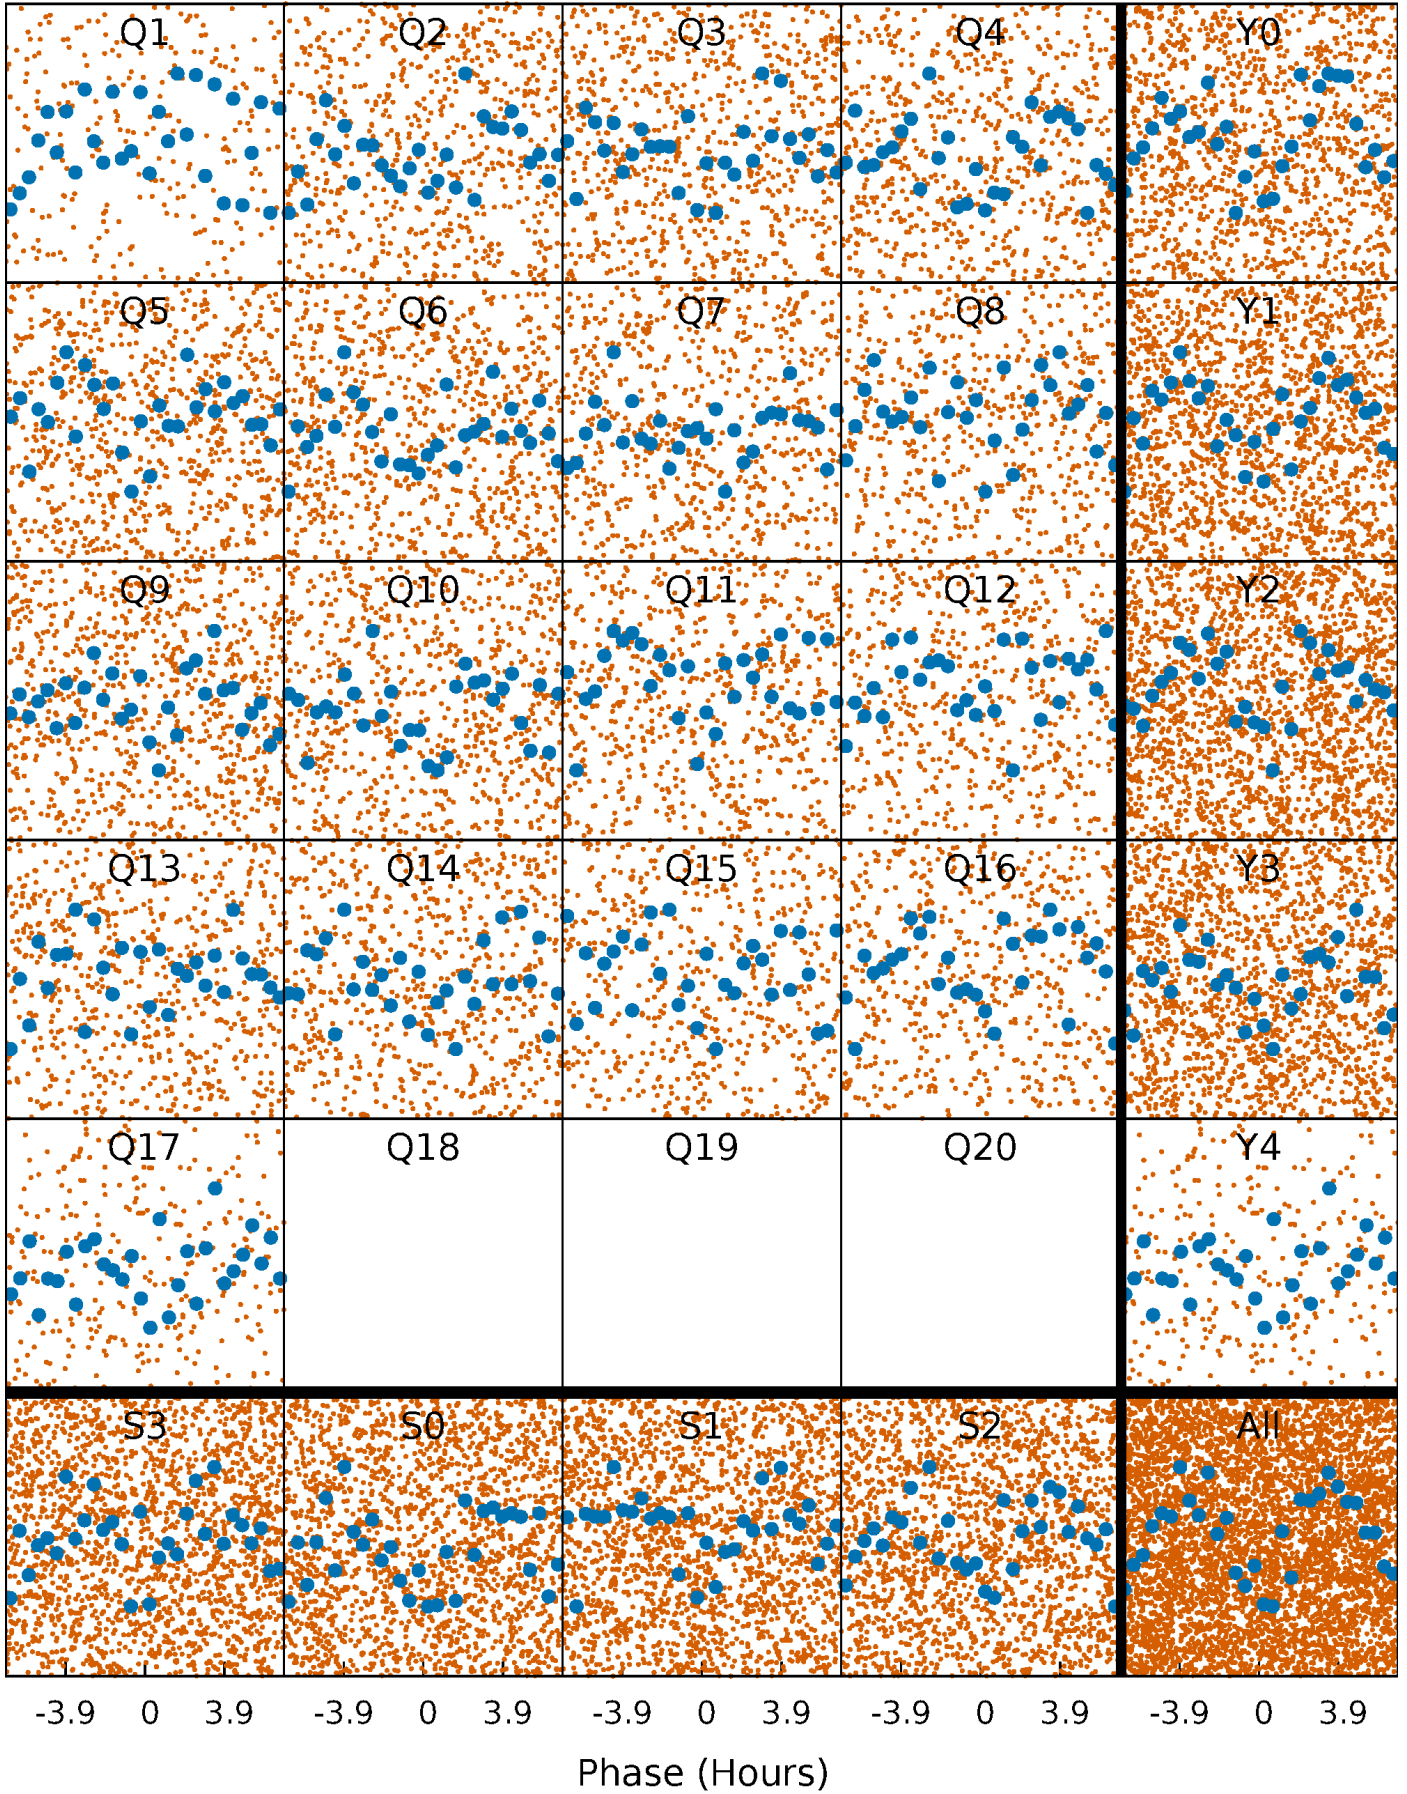 Q1 Q2 Q3 Q4 Y0
Q5 Q6 Q7 Q8 Y1
Q9 Q10 Q11 Q12 Y2
Q13 Q14 Q15 Q16 Y3
Q17 Q18 Q19 Q20 Y4
S3 S0 S1 S2 All
-3.9 0 3.9 -3.9 0 3.9 -3.9 0 3.9 -3.9 0 3.9 -3.9 0 3.9
Phase (Hours)